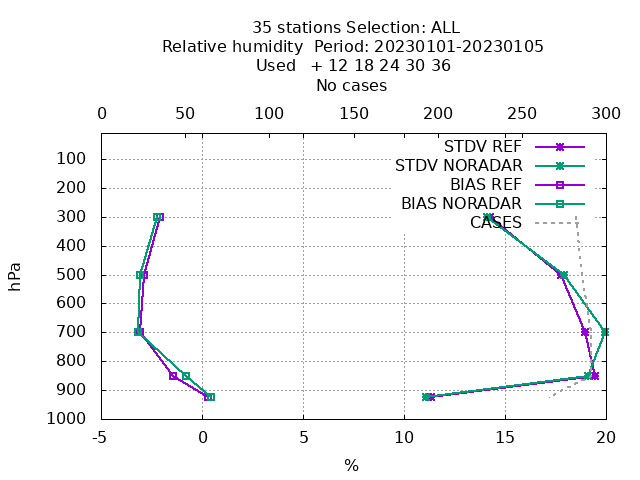 35 stations Selection: ALL
Relative humidity  Period: 20230101-20230105
Used   + 12 18 24 30 36
No cases
0 50 100 150 200 250 300
STDV REF
STDV NORADAR
BIAS REF
BIAS NORADAR
CASES
hPa
100
200
300
400
500
600
700
800
900
1000
-5 0 5 10 15 20
%